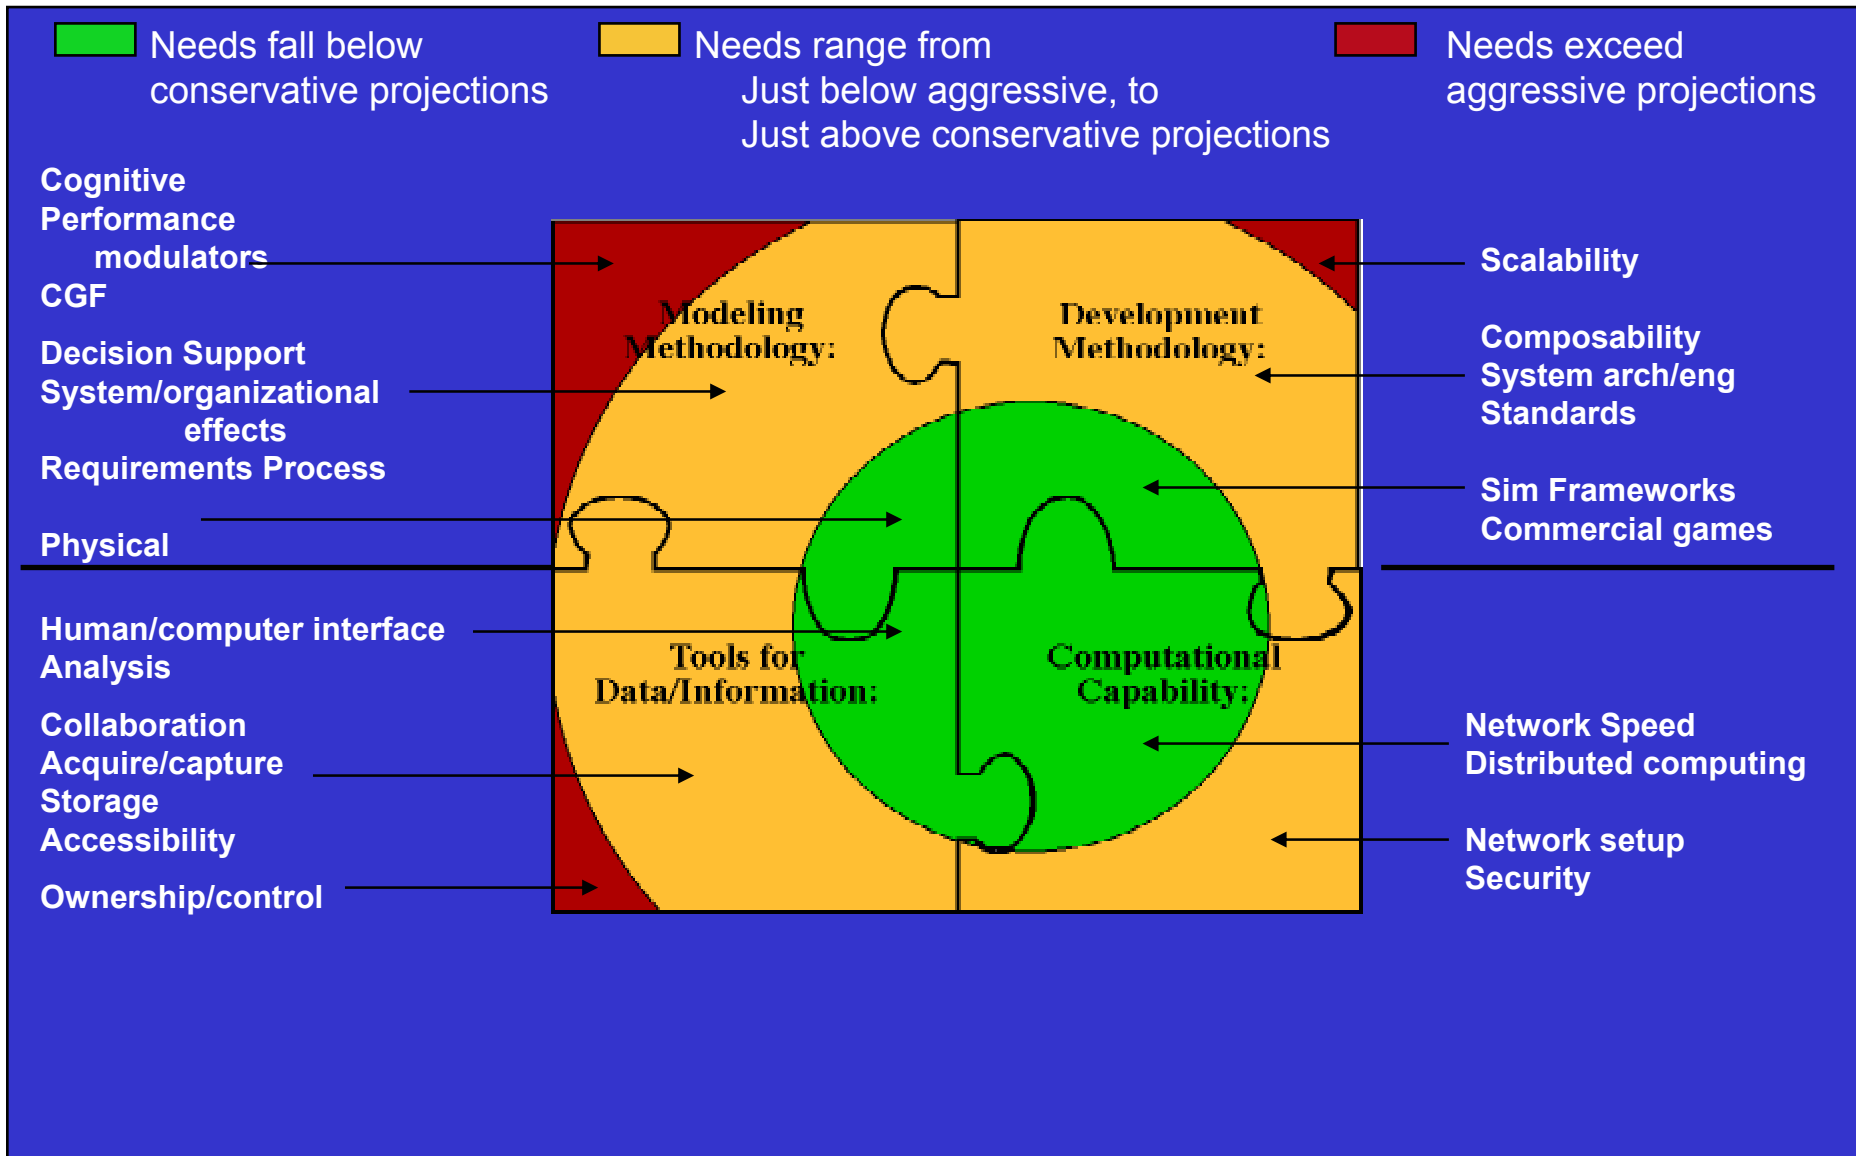 Needs fall below
conservative projections
Needs range from
Just below aggressive, to
Just above conservative projections
Needs exceed
aggressive projections
Cognitive
Performance
modulators
CGF
Decision Support
System/organizational
effects
Requirements Process
Physical
Human/computer interface
Analysis
Collaboration
Acquire/capture
Storage
Accessibility
Ownership/control
Modeling
Methodology:
Development
Methodology:
Tools for
Data/Information:
Computational
Capability:
Scalability
Composability
System arch/eng
Standards
Sim Frameworks
Commercial games
Network Speed
Distributed computing
Network setup
Security